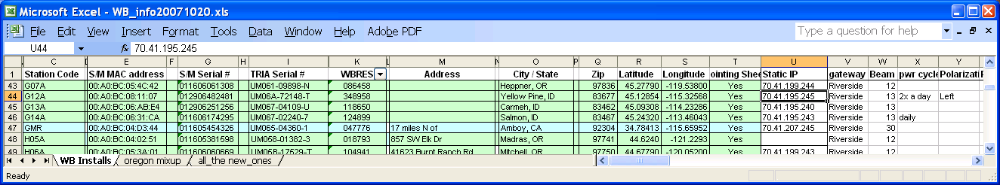 Microsoft Excel - WB_info20071020.xls
File Edit View Insert Format Tools Data Window Help Adobe PDF Type a question for help
U44 fx 70.41.195.245
C E F G H I K L M N O P Q R S T U V W X Y
1 Station Code S/M MAC address S/M Serial # TRIA Serial # WBRES Address City / State Zip Latitude Longitude ointing Shee Static IP gateway Beam pwr cycle Polarizati
43 G07A 00:A0:BC:05:4C:42 011606061308 UM061-09898-N 086458 Heppner, OR 97836 45.27790 -119.53800 Yes 70.41.199.244 Riverside 12
44 G12A 00:A0:BC:08:11:07 012906482481 UM06A-72148-T 348958 Yellow Pine, ID 83677 45.12854 -115.32568 Yes 70.41.195.245 Riverside 13 2x a day Left
45 G13A 00:A0:BC:06:AB:E4 011606251256 UM067-04109-U 118650 Carmeh, ID 83462 45.09308 -114.23286 Yes 70.41.195.240 Riverside 13
46 G14A 00:A0:BC:06:31:CA 011606174295 UM067-02240-7 124899 Salmon, ID 83467 45.24320 -113.46043 Yes 70.41.195.243 Riverside 13 daily
47 GMR 00:A0:BC:04:D3:44 011605454326 UM065-04360-1 047776 17 miles N of Amboy, CA 92304 34.78413 -115.65952 Yes 70.41.207.245 Riverside 30
48 H05A 00:A0:BC:04:02:51 011605381598 UM058-01382-3 018793 857 SW Elk Dr Madras, OR 97741 44.6240 -121.2293 Yes Riverside 12
49 H06A 00:A0:BC:05:3A:01 011606060669 UM05B-17529-T 104941 41623 Burnt Ranch Rd Mitchell, OR 97750 44.67790 -120.05200 Yes 70.41.199.243 Riverside 12
WB Installs oregon mixup all_the new_ones
Ready